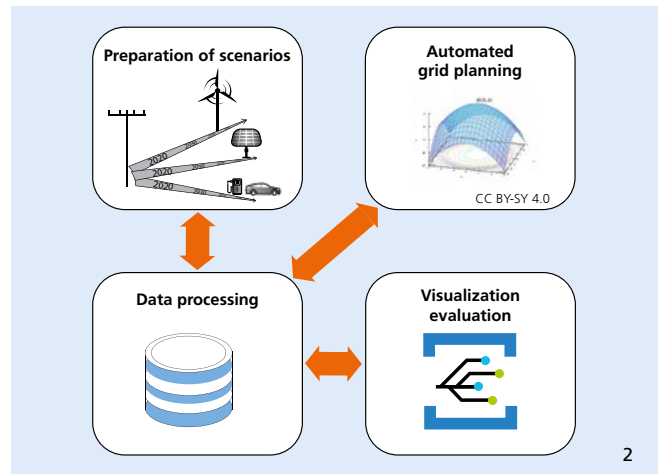 Preparation of scenarios
2020
2020
2020
Automated
grid planning
CC BY-SY 4.0
Data processing
Visualization
evaluation
2